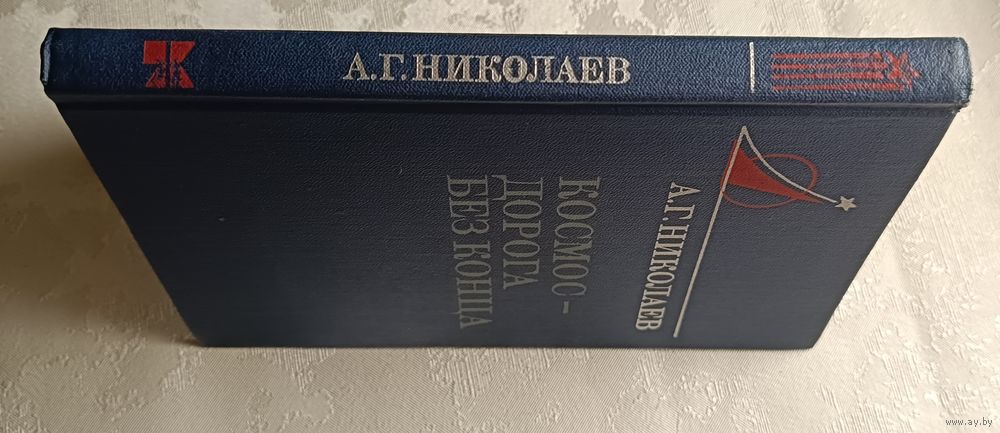 А.Г.НИКОЛАЕВ
А.Г.НИКОЛАЕВ
КОСМОС –
ДОРОГА
БЕЗ КОНЦА
www.ay.by